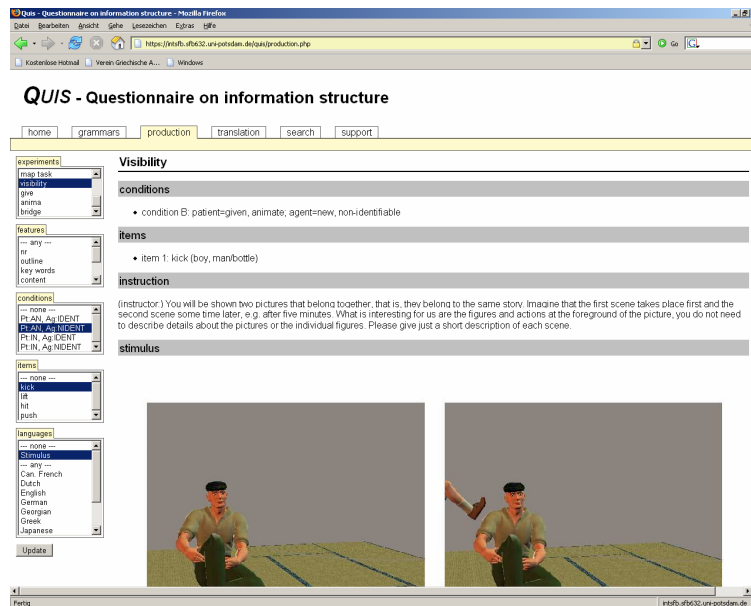 Quis - Questionnaire on information structure - Mozilla Firefox
Datei Bearbeiten Ansicht Gehe Lesezeichen Extras Hilfe
https://intsfb.sfb632.uni-potsdam.de/quis/production.php
Go
Kostenlose Hotmail Verein Griechische A... Windows
QUIS - Questionnaire on information structure
home grammars production translation search support
experiments
map task
visibility
give
anima
bridge
features
--- any ---
nr
outline
key words
content
conditions
--- none ---
Pt:AN, Ag:IDENT
Pt:AN, Ag:NIDENT
Pt:IN, Ag:IDENT
Pt:IN, Ag:NIDENT
items
--- none ---
kick
lift
hit
push
languages
--- none ---
Stimulus
--- any ---
Can. French
Dutch
English
German
Georgian
Greek
Japanese
Update
Visibility
conditions
• condition B: patient=given, animate; agent=new, non-identifiable
items
• item 1: kick (boy, man/bottle)
instruction
(instructor:) You will be shown two pictures that belong together, that is, they belong to the same story. Imagine that the first scene takes place first and the
second scene some time later, e.g. after five minutes. What is interesting for us are the figures and actions at the foreground of the picture, you do not need
to describe details about the pictures or the individual figures. Please give just a short description of each scene.
stimulus
Fertig
intsfb.sfb632.uni-potsdam.de